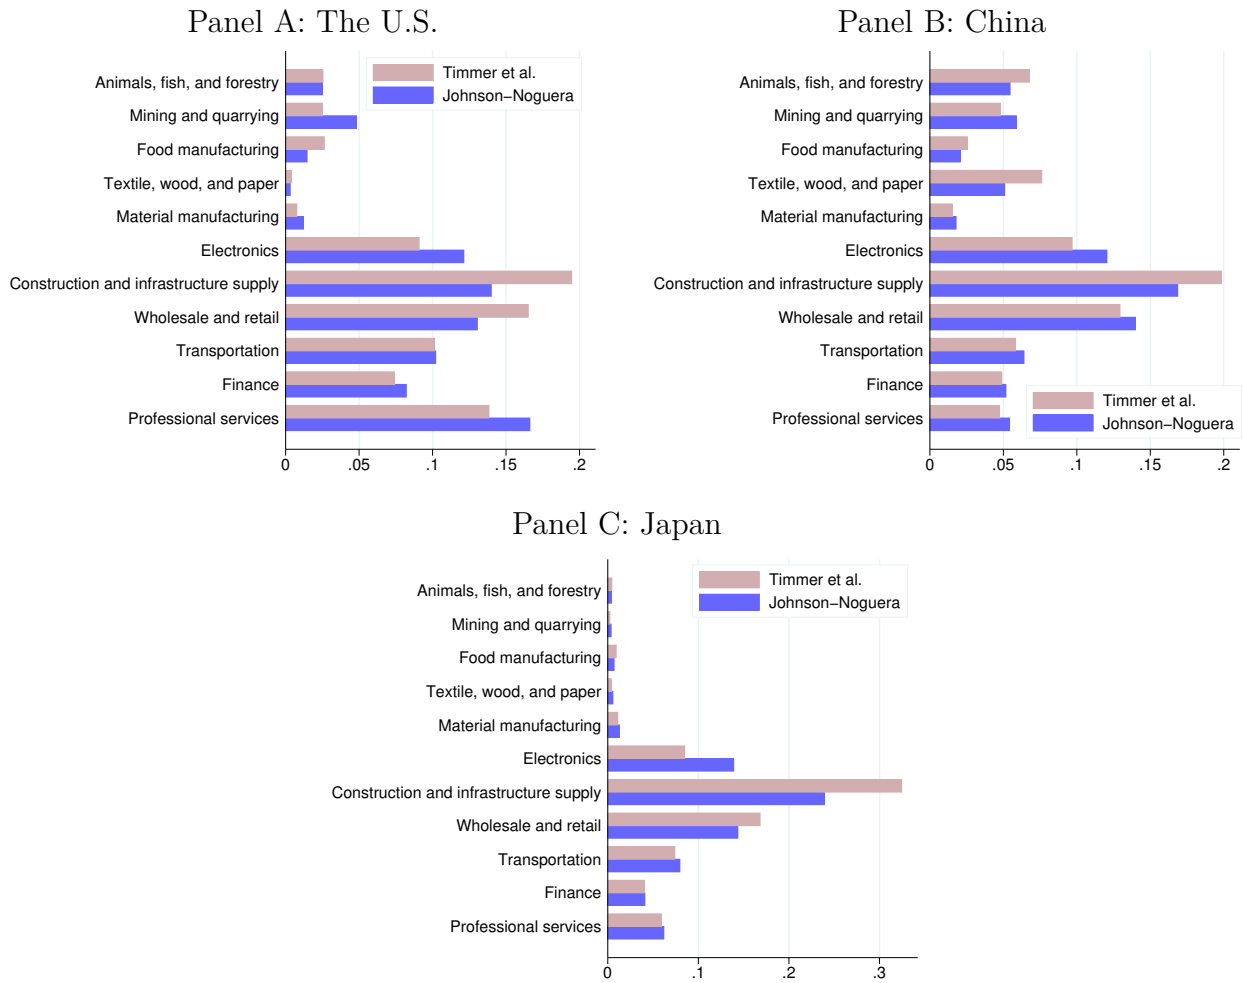 Panel A: The U.S.
Timmer et al.
Johnson−Noguera
Animals, fish, and forestry
Mining and quarrying
Food manufacturing
Textile, wood, and paper
Material manufacturing
Electronics
Construction and infrastructure supply
Wholesale and retail
Transportation
Finance
Professional services
0 .05 .1 .15 .2
Panel B: China
Animals, fish, and forestry
Mining and quarrying
Food manufacturing
Textile, wood, and paper
Material manufacturing
Electronics
Construction and infrastructure supply
Wholesale and retail
Transportation
Finance
Professional services
Timmer et al.
Johnson−Noguera
0 .05 .1 .15 .2
Panel C: Japan
Timmer et al.
Johnson−Noguera
Animals, fish, and forestry
Mining and quarrying
Food manufacturing
Textile, wood, and paper
Material manufacturing
Electronics
Construction and infrastructure supply
Wholesale and retail
Transportation
Finance
Professional services
0 .1 .2 .3